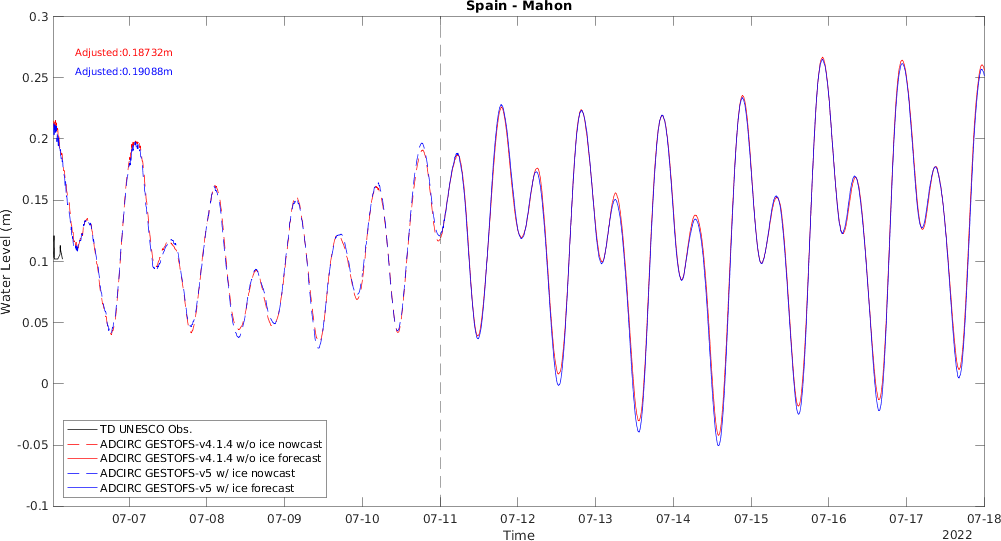 Spain - Mahon
0.3
0.25
0.2
0.15
0.1
0.05
0
-0.05
-0.1
Water Level (m)
Adjusted:0.18732m
Adjusted:0.19088m
TD UNESCO Obs.
ADCIRC GESTOFS-v4.1.4 w/o ice nowcast
ADCIRC GESTOFS-v4.1.4 w/o ice forecast
ADCIRC GESTOFS-v5 w/ ice nowcast
ADCIRC GESTOFS-v5 w/ ice forecast
07-07 07-08 07-09 07-10 07-11 07-12 07-13 07-14 07-15 07-16 07-17 07-18
Time
2022